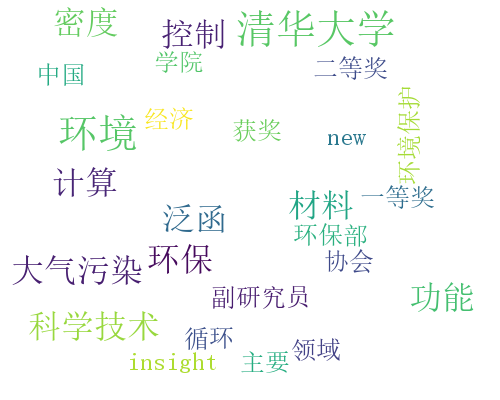 密度
控制
清华大学
中国
学院
二等奖
环境
经济
获奖
new
环境保护
计算
材料
一等奖
泛函
环保部
大气污染
环保
协会
副研究员
功能
科学技术
循环
insight
主要
领域